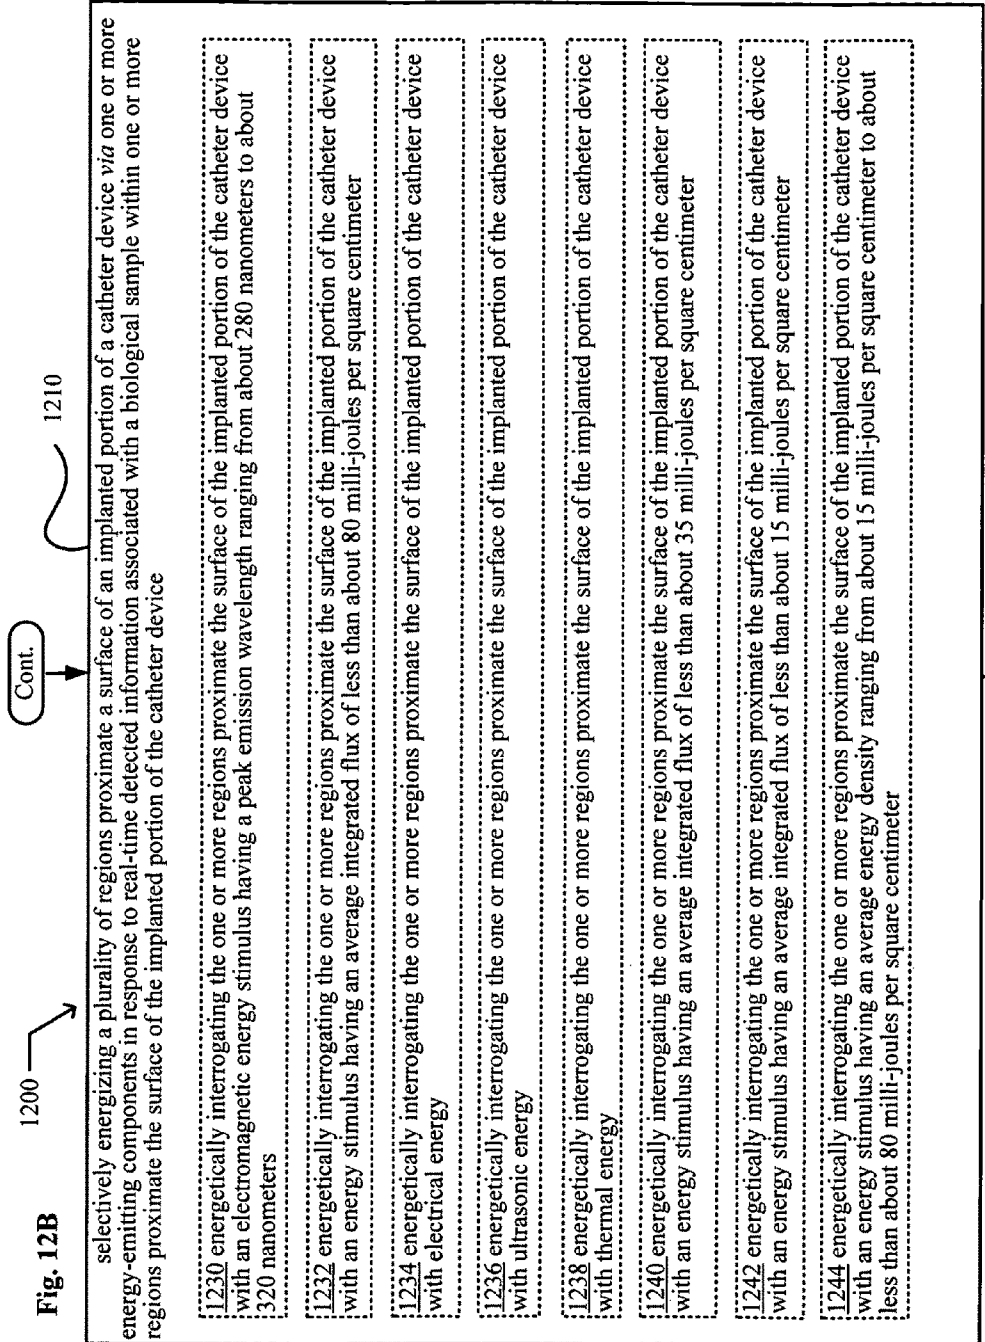 Fig. 12B
1200
Cont.
1210
selectively energizing a plurality of regions proximate a surface of an implanted portion of a catheter device via one or more
energy-emitting components in response to real-time detected information associated with a biological sample within one or more
regions proximate the surface of the implanted portion of the catheter device
1230 energetically interrogating the one or more regions proximate the surface of the implanted portion of the catheter device
with an electromagnetic energy stimulus having a peak emission wavelength ranging from about 280 nanometers to about
320 nanometers
1232 energetically interrogating the one or more regions proximate the surface of the implanted portion of the catheter device
with an energy stimulus having an average integrated flux of less than about 80 milli-joules per square centimeter
1234 energetically interrogating the one or more regions proximate the surface of the implanted portion of the catheter device
with electrical energy
1236 energetically interrogating the one or more regions proximate the surface of the implanted portion of the catheter device
with ultrasonic energy
1238 energetically interrogating the one or more regions proximate the surface of the implanted portion of the catheter device
with thermal energy
1240 energetically interrogating the one or more regions proximate the surface of the implanted portion of the catheter device
with an energy stimulus having an average integrated flux of less than about 35 milli-joules per square centimeter
1242 energetically interrogating the one or more regions proximate the surface of the implanted portion of the catheter device
with an energy stimulus having an average integrated flux of less than about 15 milli-joules per square centimeter
1244 energetically interrogating the one or more regions proximate the surface of the implanted portion of the catheter device
with an energy stimulus having an average energy density ranging from about 15 milli-joules per square centimeter to about
less than about 80 milli-joules per square centimeter